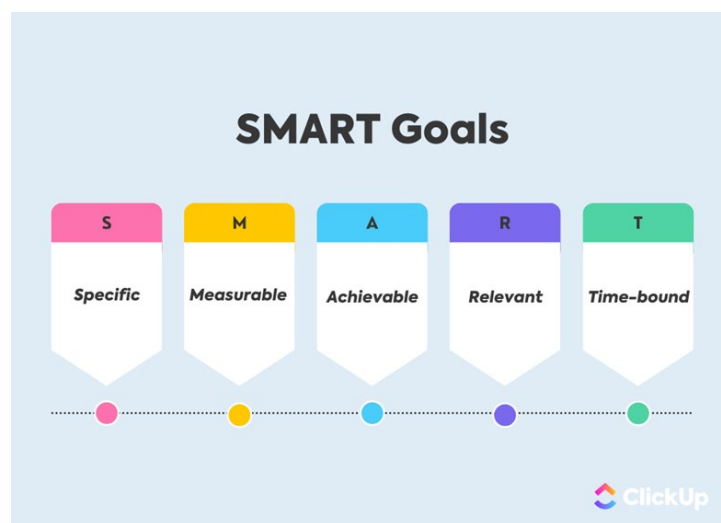 SMART Goals
S
M
A
R
T
Specific
Measurable
Achievable
Relevant
Time-bound
ClickUp